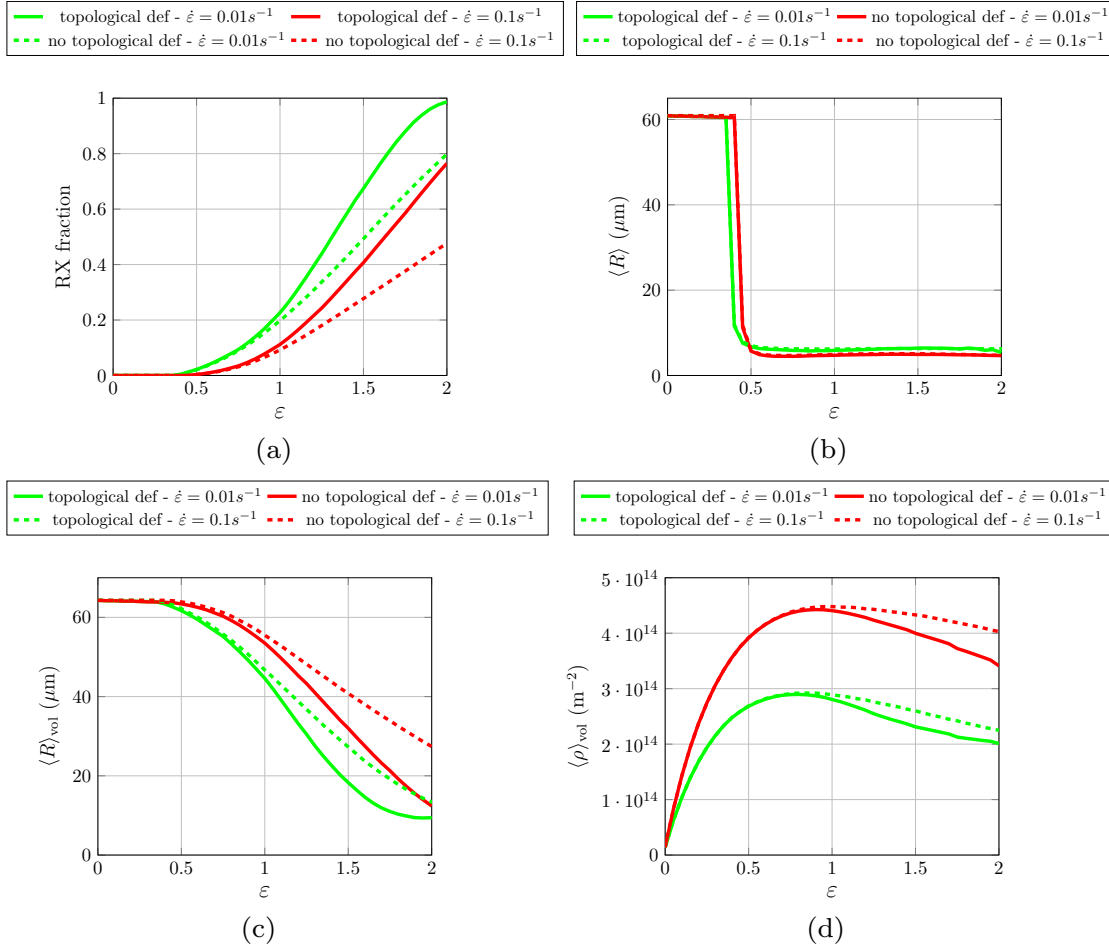 topological def - ε̇ = 0.01s⁻¹ topological def - ε̇ = 0.1s⁻¹
no topological def - ε̇ = 0.01s⁻¹ no topological def - ε̇ = 0.1s⁻¹
1
0.8
0.6
0.4
0.2
0
RX fraction
0 0.5 1 1.5 2
ε
(a)
topological def - ε̇ = 0.01s⁻¹ no topological def - ε̇ = 0.01s⁻¹
topological def - ε̇ = 0.1s⁻¹ no topological def - ε̇ = 0.1s⁻¹
60
40
20
0
⟨R⟩ (μm)
0 0.5 1 1.5 2
ε
(b)
topological def - ε̇ = 0.01s⁻¹ no topological def - ε̇ = 0.01s⁻¹
topological def - ε̇ = 0.1s⁻¹ no topological def - ε̇ = 0.1s⁻¹
60
40
20
0
⟨R⟩vol (μm)
0 0.5 1 1.5 2
ε
(c)
topological def - ε̇ = 0.01s⁻¹ no topological def - ε̇ = 0.01s⁻¹
topological def - ε̇ = 0.1s⁻¹ no topological def - ε̇ = 0.1s⁻¹
5 · 10¹⁴
4 · 10¹⁴
3 · 10¹⁴
2 · 10¹⁴
1 · 10¹⁴
0
⟨ρ⟩vol (m⁻²)
0 0.5 1 1.5 2
ε
(d)